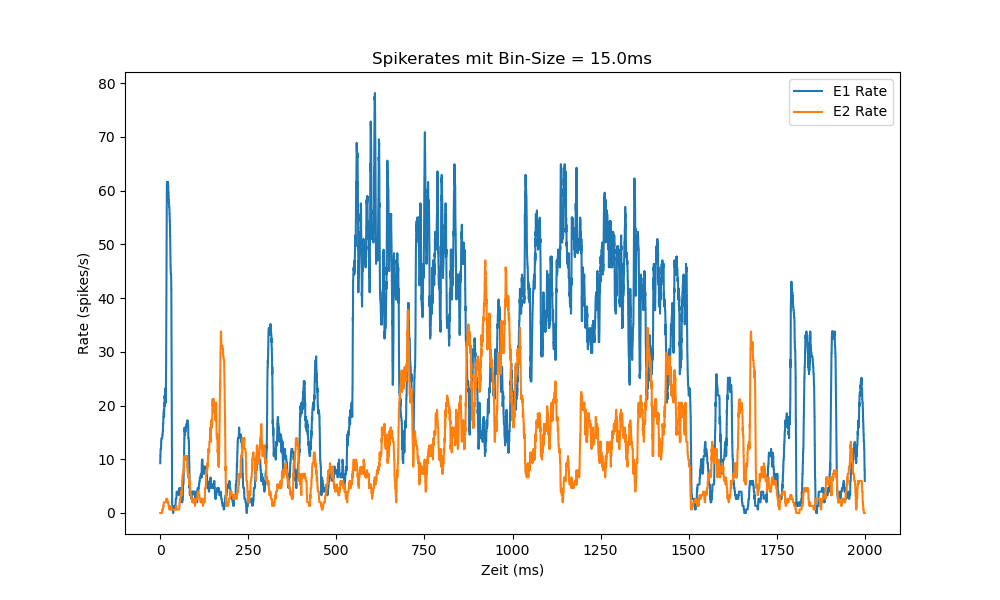 Spikerates mit Bin-Size = 15.0ms
E1 Rate
E2 Rate
80
70
60
50
40
30
20
10
0
Rate (spikes/s)
0 250 500 750 1000 1250 1500 1750 2000
Zeit (ms)